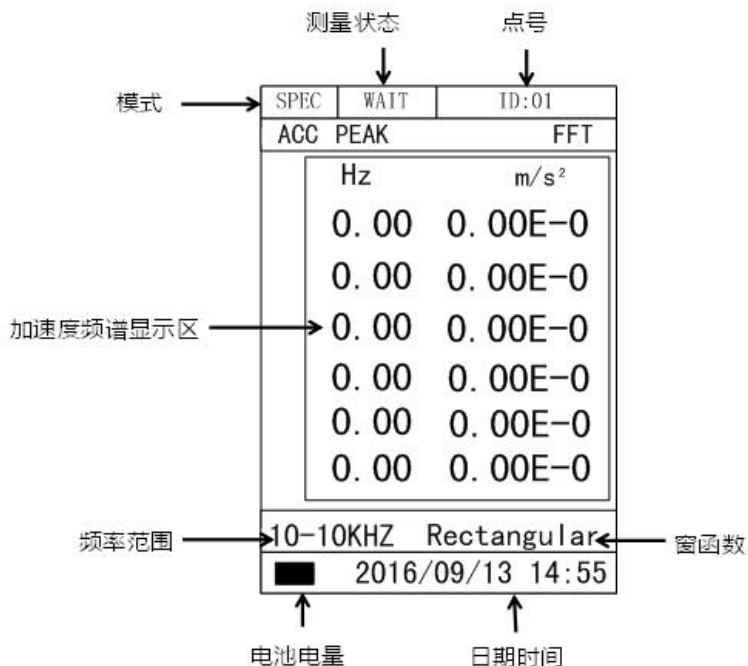 测量状态 点号
模式 SPEC WAIT ID:01
ACC PEAK FFT
Hz m/s²
0.00 0.00E-0
0.00 0.00E-0
加速度频谱显示区 0.00 0.00E-0
0.00 0.00E-0
0.00 0.00E-0
0.00 0.00E-0
频率范围 10-10KHZ Rectangular 窗函数
2016/09/13 14:55
电池电量 日期时间